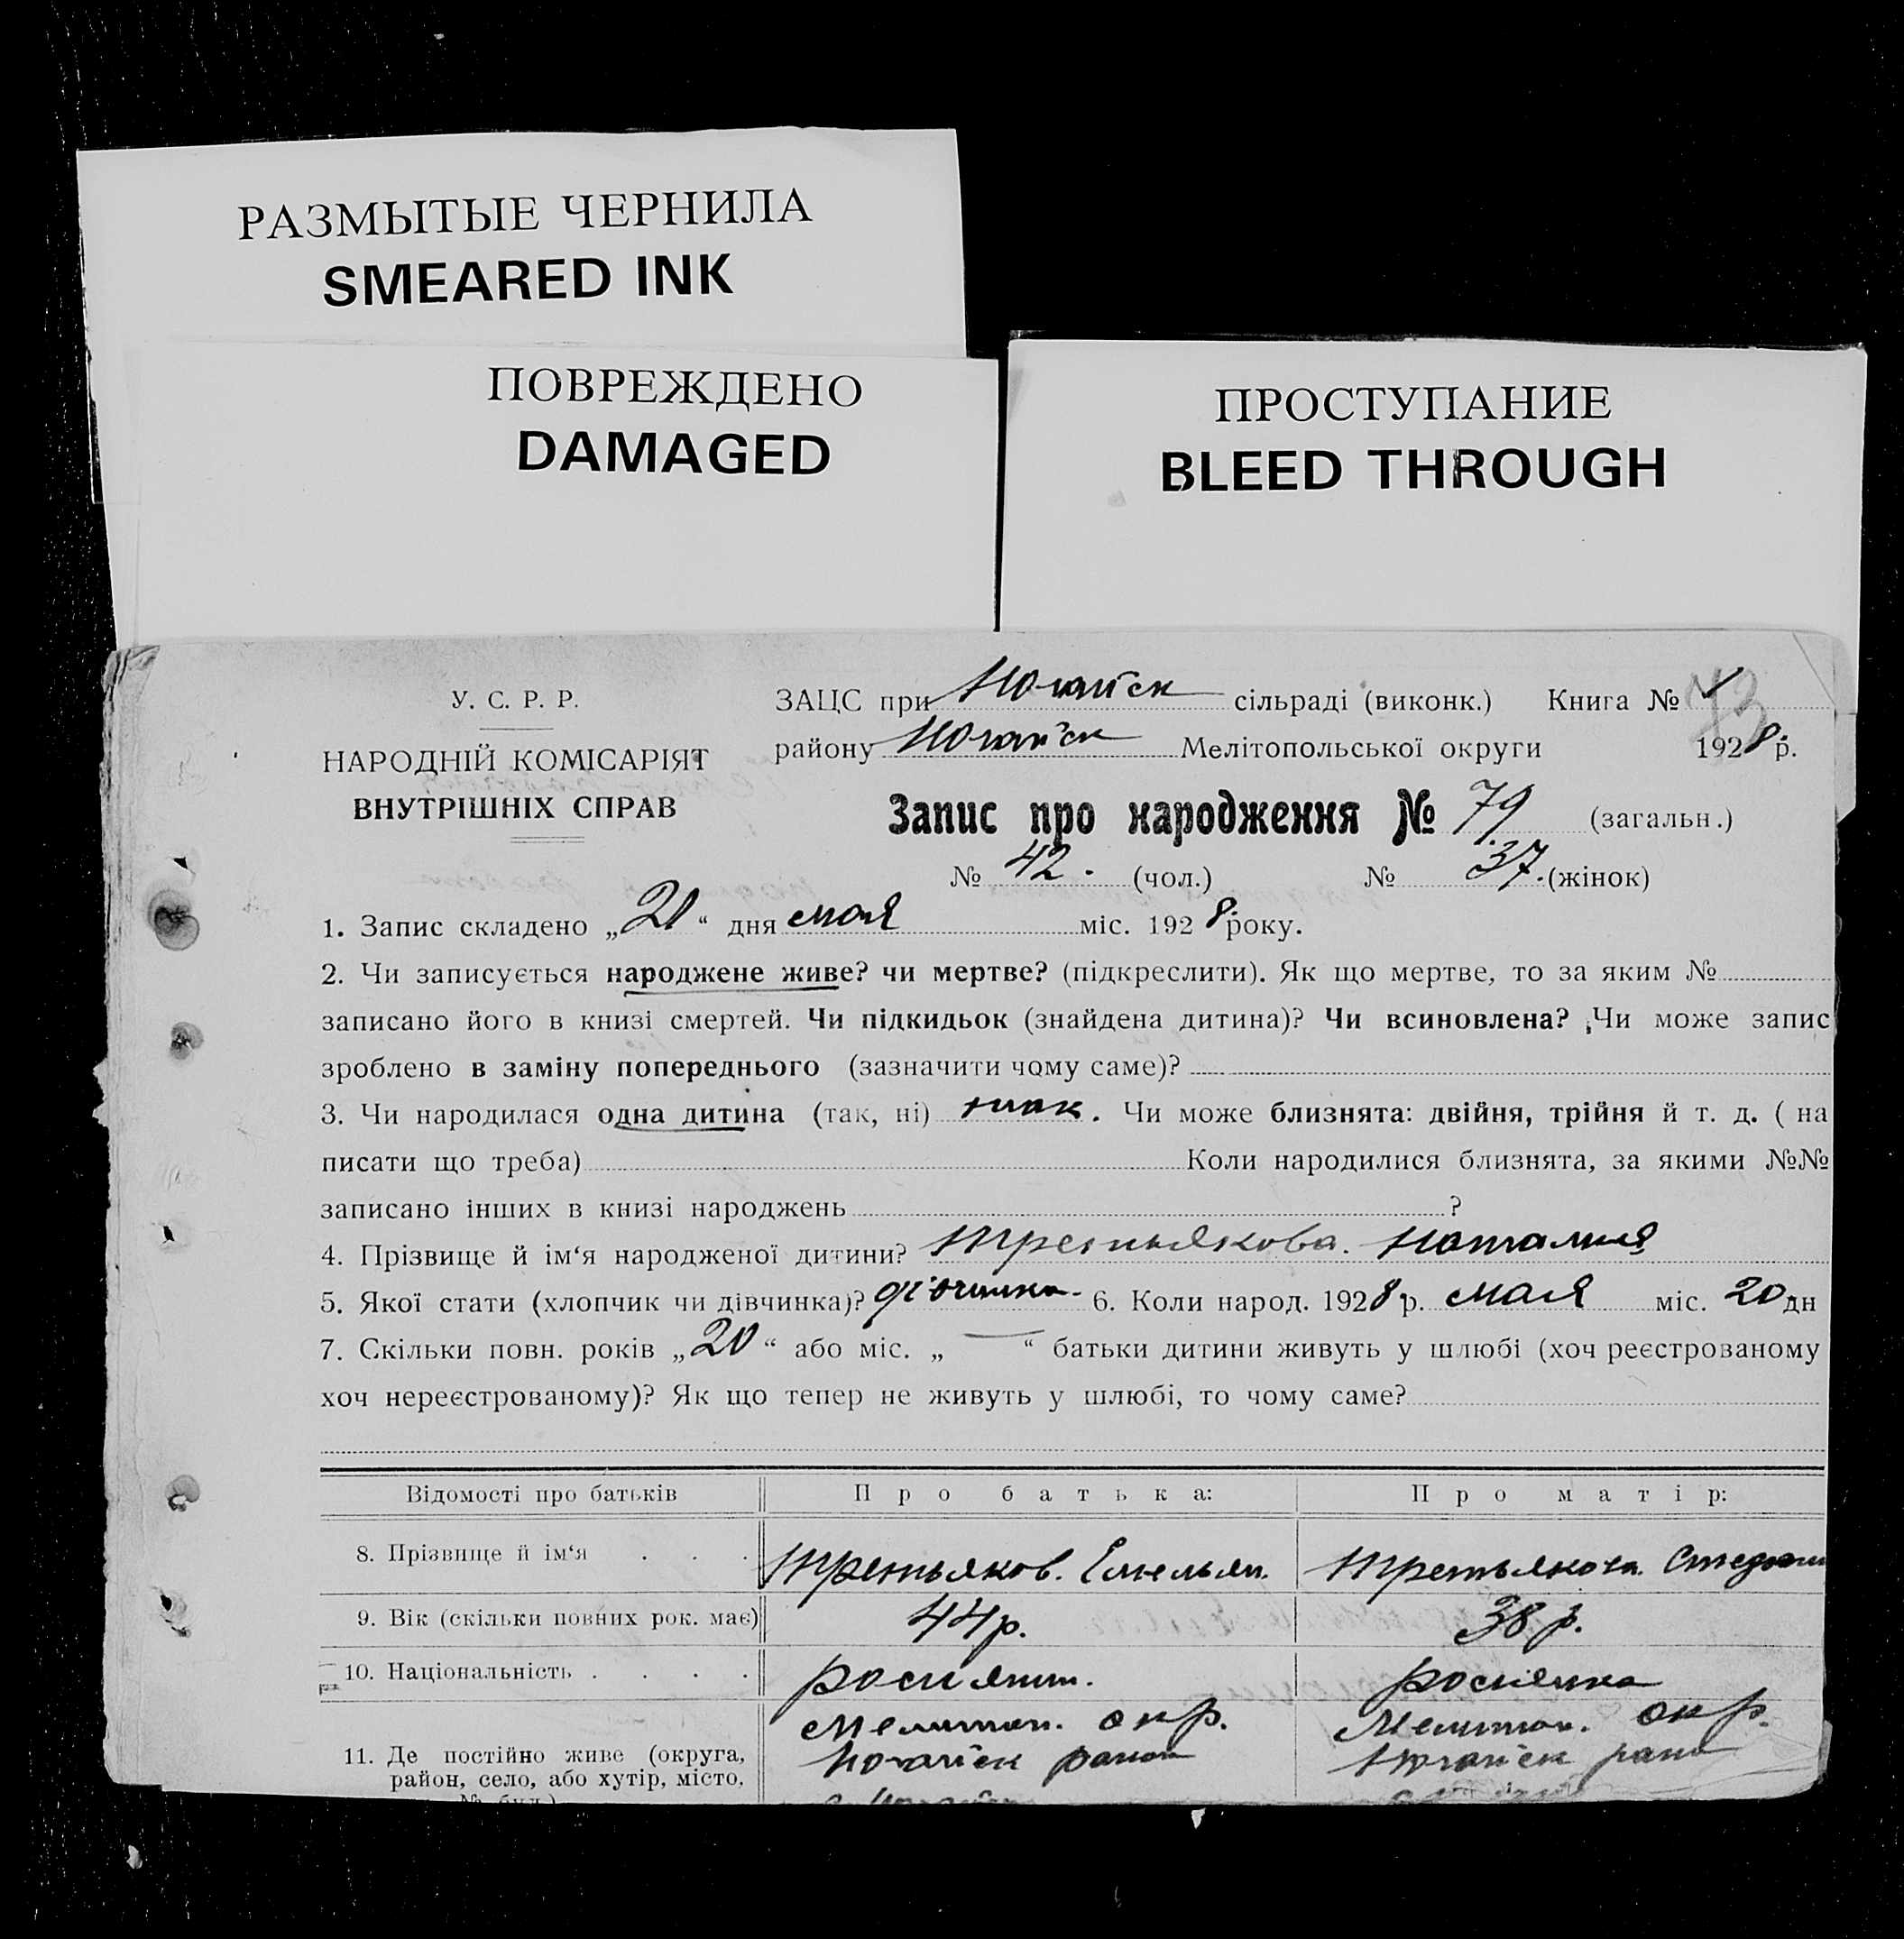 РАЗМЫТЫЕ ЧЕРНИЛА
SMEARED INK
ПОВРЕЖДЕНО
DAMAGED
ПРОСТУПАНИЕ
BLEED THROUGH
У. С. Р. Р.
НАРОДНІЙ КОМІСАРІЯТ
ВНУТРІШНІХ СПРАВ
ЗАЦС при Ногайск сільраді (виконк.) Книга №
району Ногайск Мелітопольської округи 1928 р.
Запис про народження № 79 (загальн.)
№ 42. (чол.) № 37. (жінок)
1. Запис складено „21“ дня мая міс. 1928 року.
2. Чи записується народжене живе? чи мертве? (підкреслити). Як що мертве, то за яким №
записано його в книзі смертей. Чи підкидьок (знайдена дитина)? Чи всиновлена? Чи може запис
зроблено в заміну попереднього (зазначити чому саме)?
3. Чи народилася одна дитина (так, ні) так. Чи може близнята: двійня, трійня й т. д. ( на
писати що треба) Коли народилися близнята, за якими №№
записано інших в книзі народжень ?
4. Прізвище й ім‘я народженої дитини? Третьякова. Наталия
5. Якої стати (хлопчик чи дівчинка)? дівчинка 6. Коли народ. 1928 р. мая міс. 20 дн
7. Скільки повн. років „20“ або міс. „—“ батьки дитини живуть у шлюбі (хоч реєстрованому
хоч нереєстрованому)? Як що тепер не живуть у шлюбі, то чому саме?
Відомості про батьків Про батька: Про матір:
8. Прізвище й ім‘я . . . Третьяков. Емельян. Третьякова
9. Вік (скільки повних рок. має) 44 р. 38 р.
10. Національність . . . . росиянин. росиянка
Мелитоп. окр. Мелитоп. окр.
11. Де постійно живе (округа, Ногайск район Ногайск
район, село, або хутір, місто,